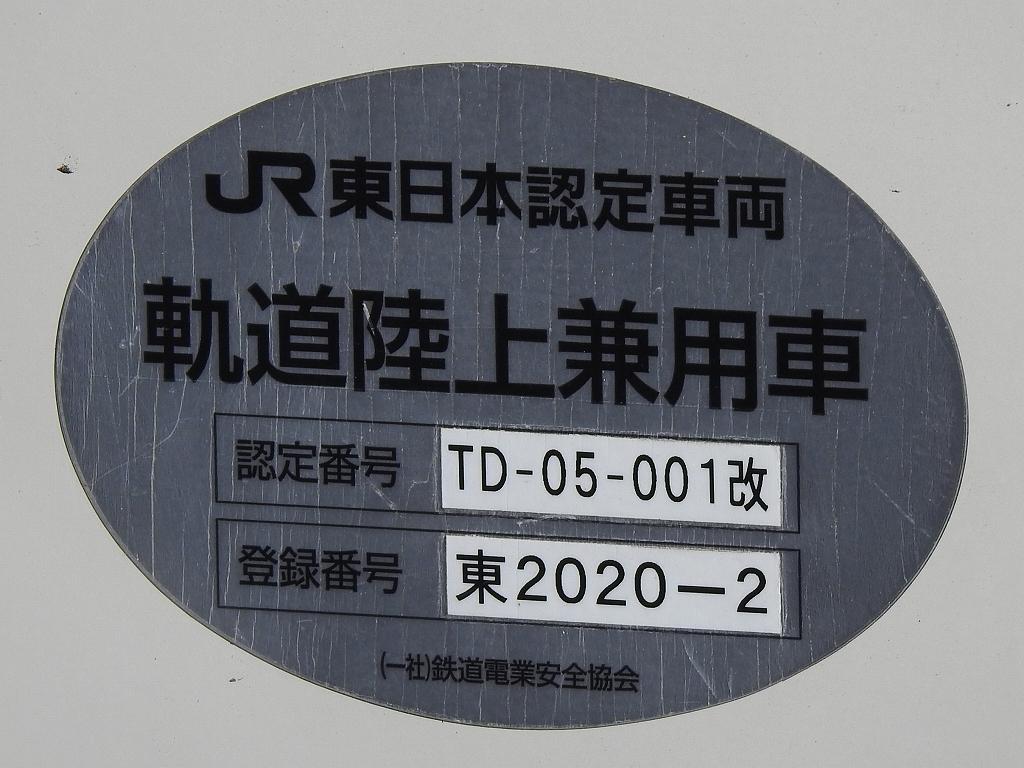 JR東日本認定車両
軌道陸上兼用車
認定番号 TD-05-001改
登録番号 東2020-2
(一社)鉄道電業安全協会